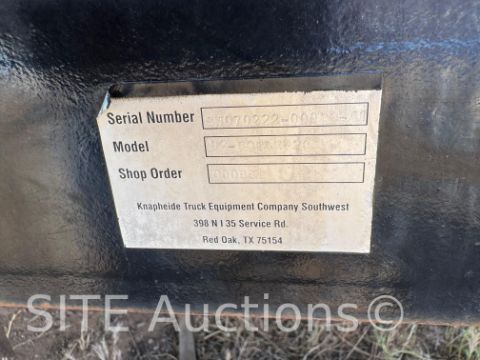 Serial Number
Model
Shop Order
Knapheide Truck Equipment Company Southwest
398 N I 35 Service Rd.
Red Oak, TX 75154
SITE Auctions